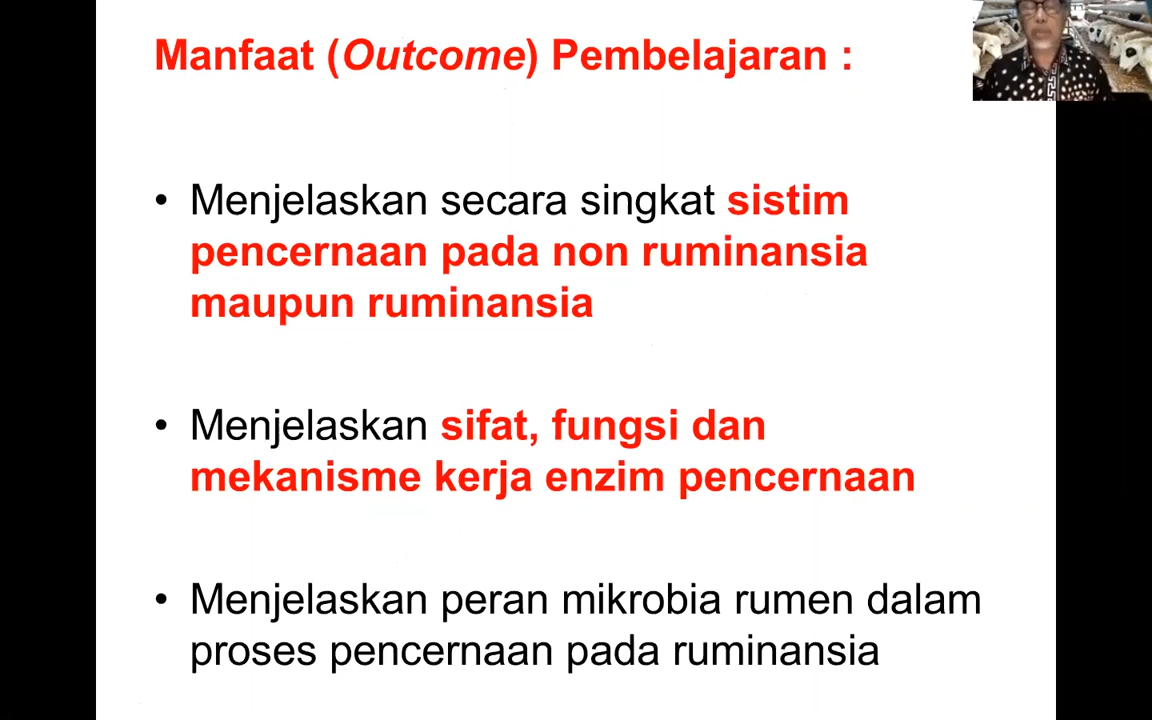 Manfaat (Outcome) Pembelajaran :
• Menjelaskan secara singkat sistim
pencernaan pada non ruminansia
maupun ruminansia
• Menjelaskan sifat, fungsi dan
mekanisme kerja enzim pencernaan
• Menjelaskan peran mikrobia rumen dalam
proses pencernaan pada ruminansia